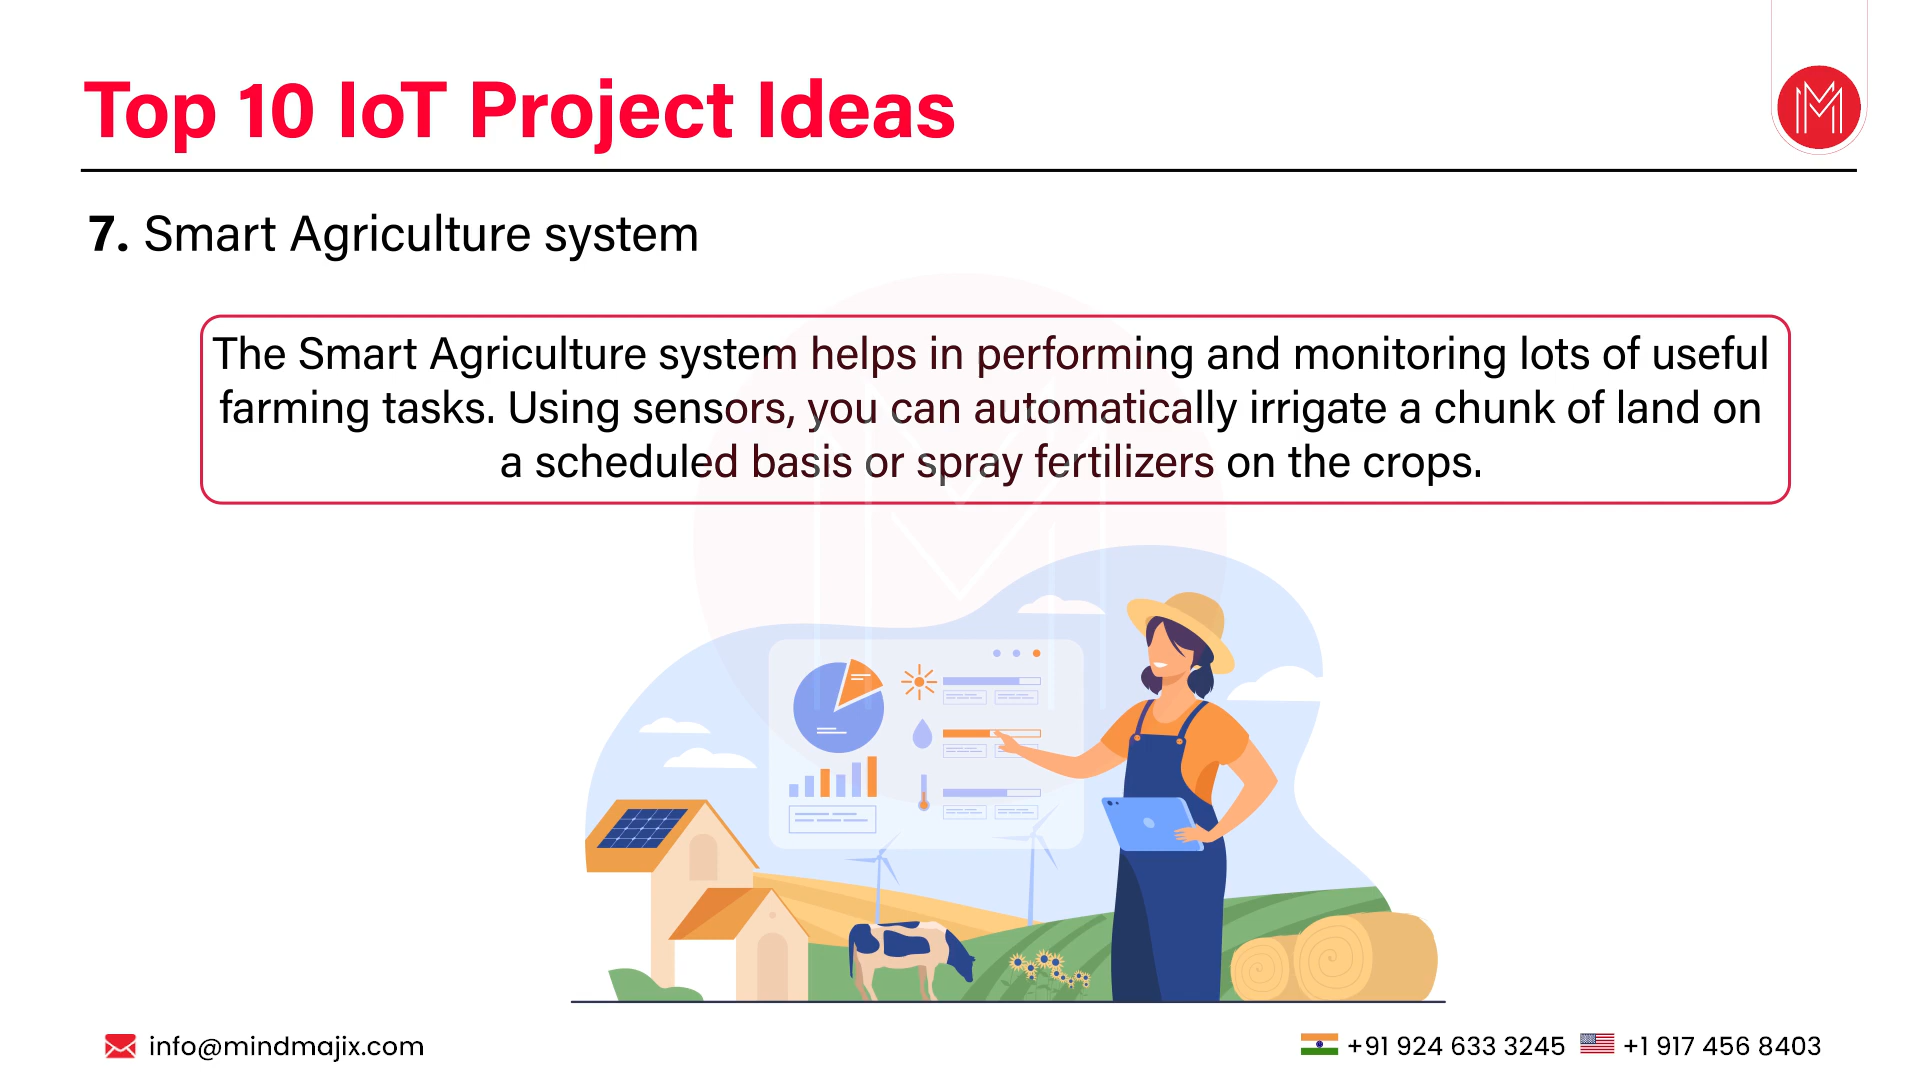 Top 10 IoT Project Ideas
7. Smart Agriculture system
The Smart Agriculture system helps in performing and monitoring lots of useful
farming tasks. Using sensors, you can automatically irrigate a chunk of land on
a scheduled basis or spray fertilizers on the crops.
info@mindmajix.com
+91 924 633 3245
+1 917 456 8403